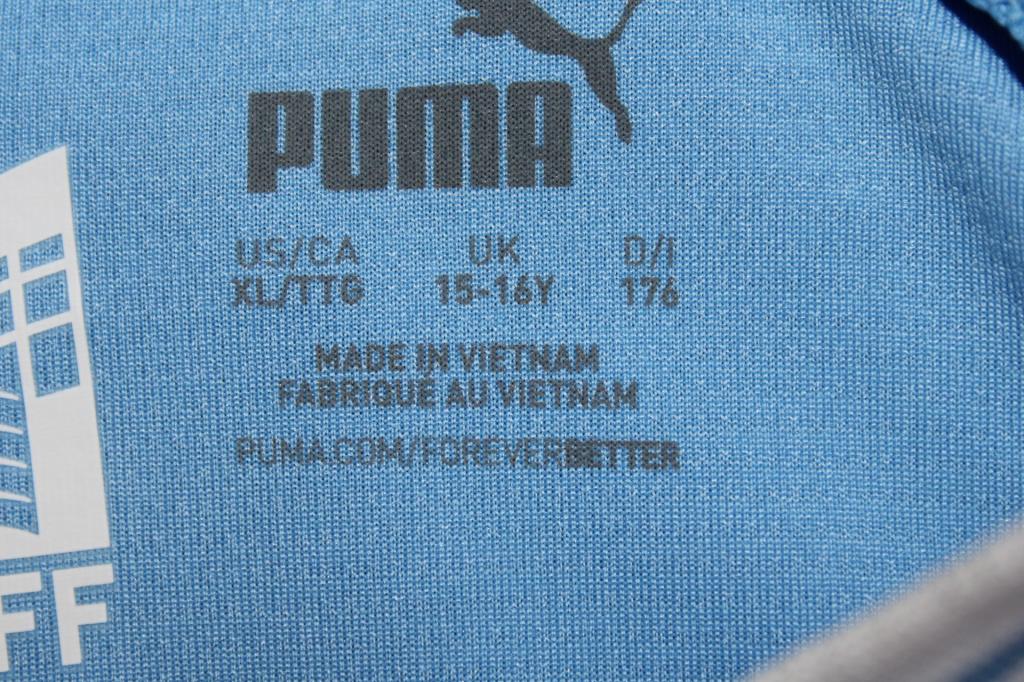 PUMA
US/CA UK D/I
XL/TTG 15-16Y 176
MADE IN VIETNAM
FABRIQUÉ AU VIETNAM
PUMA.COM/FOREVERBETTER
FF